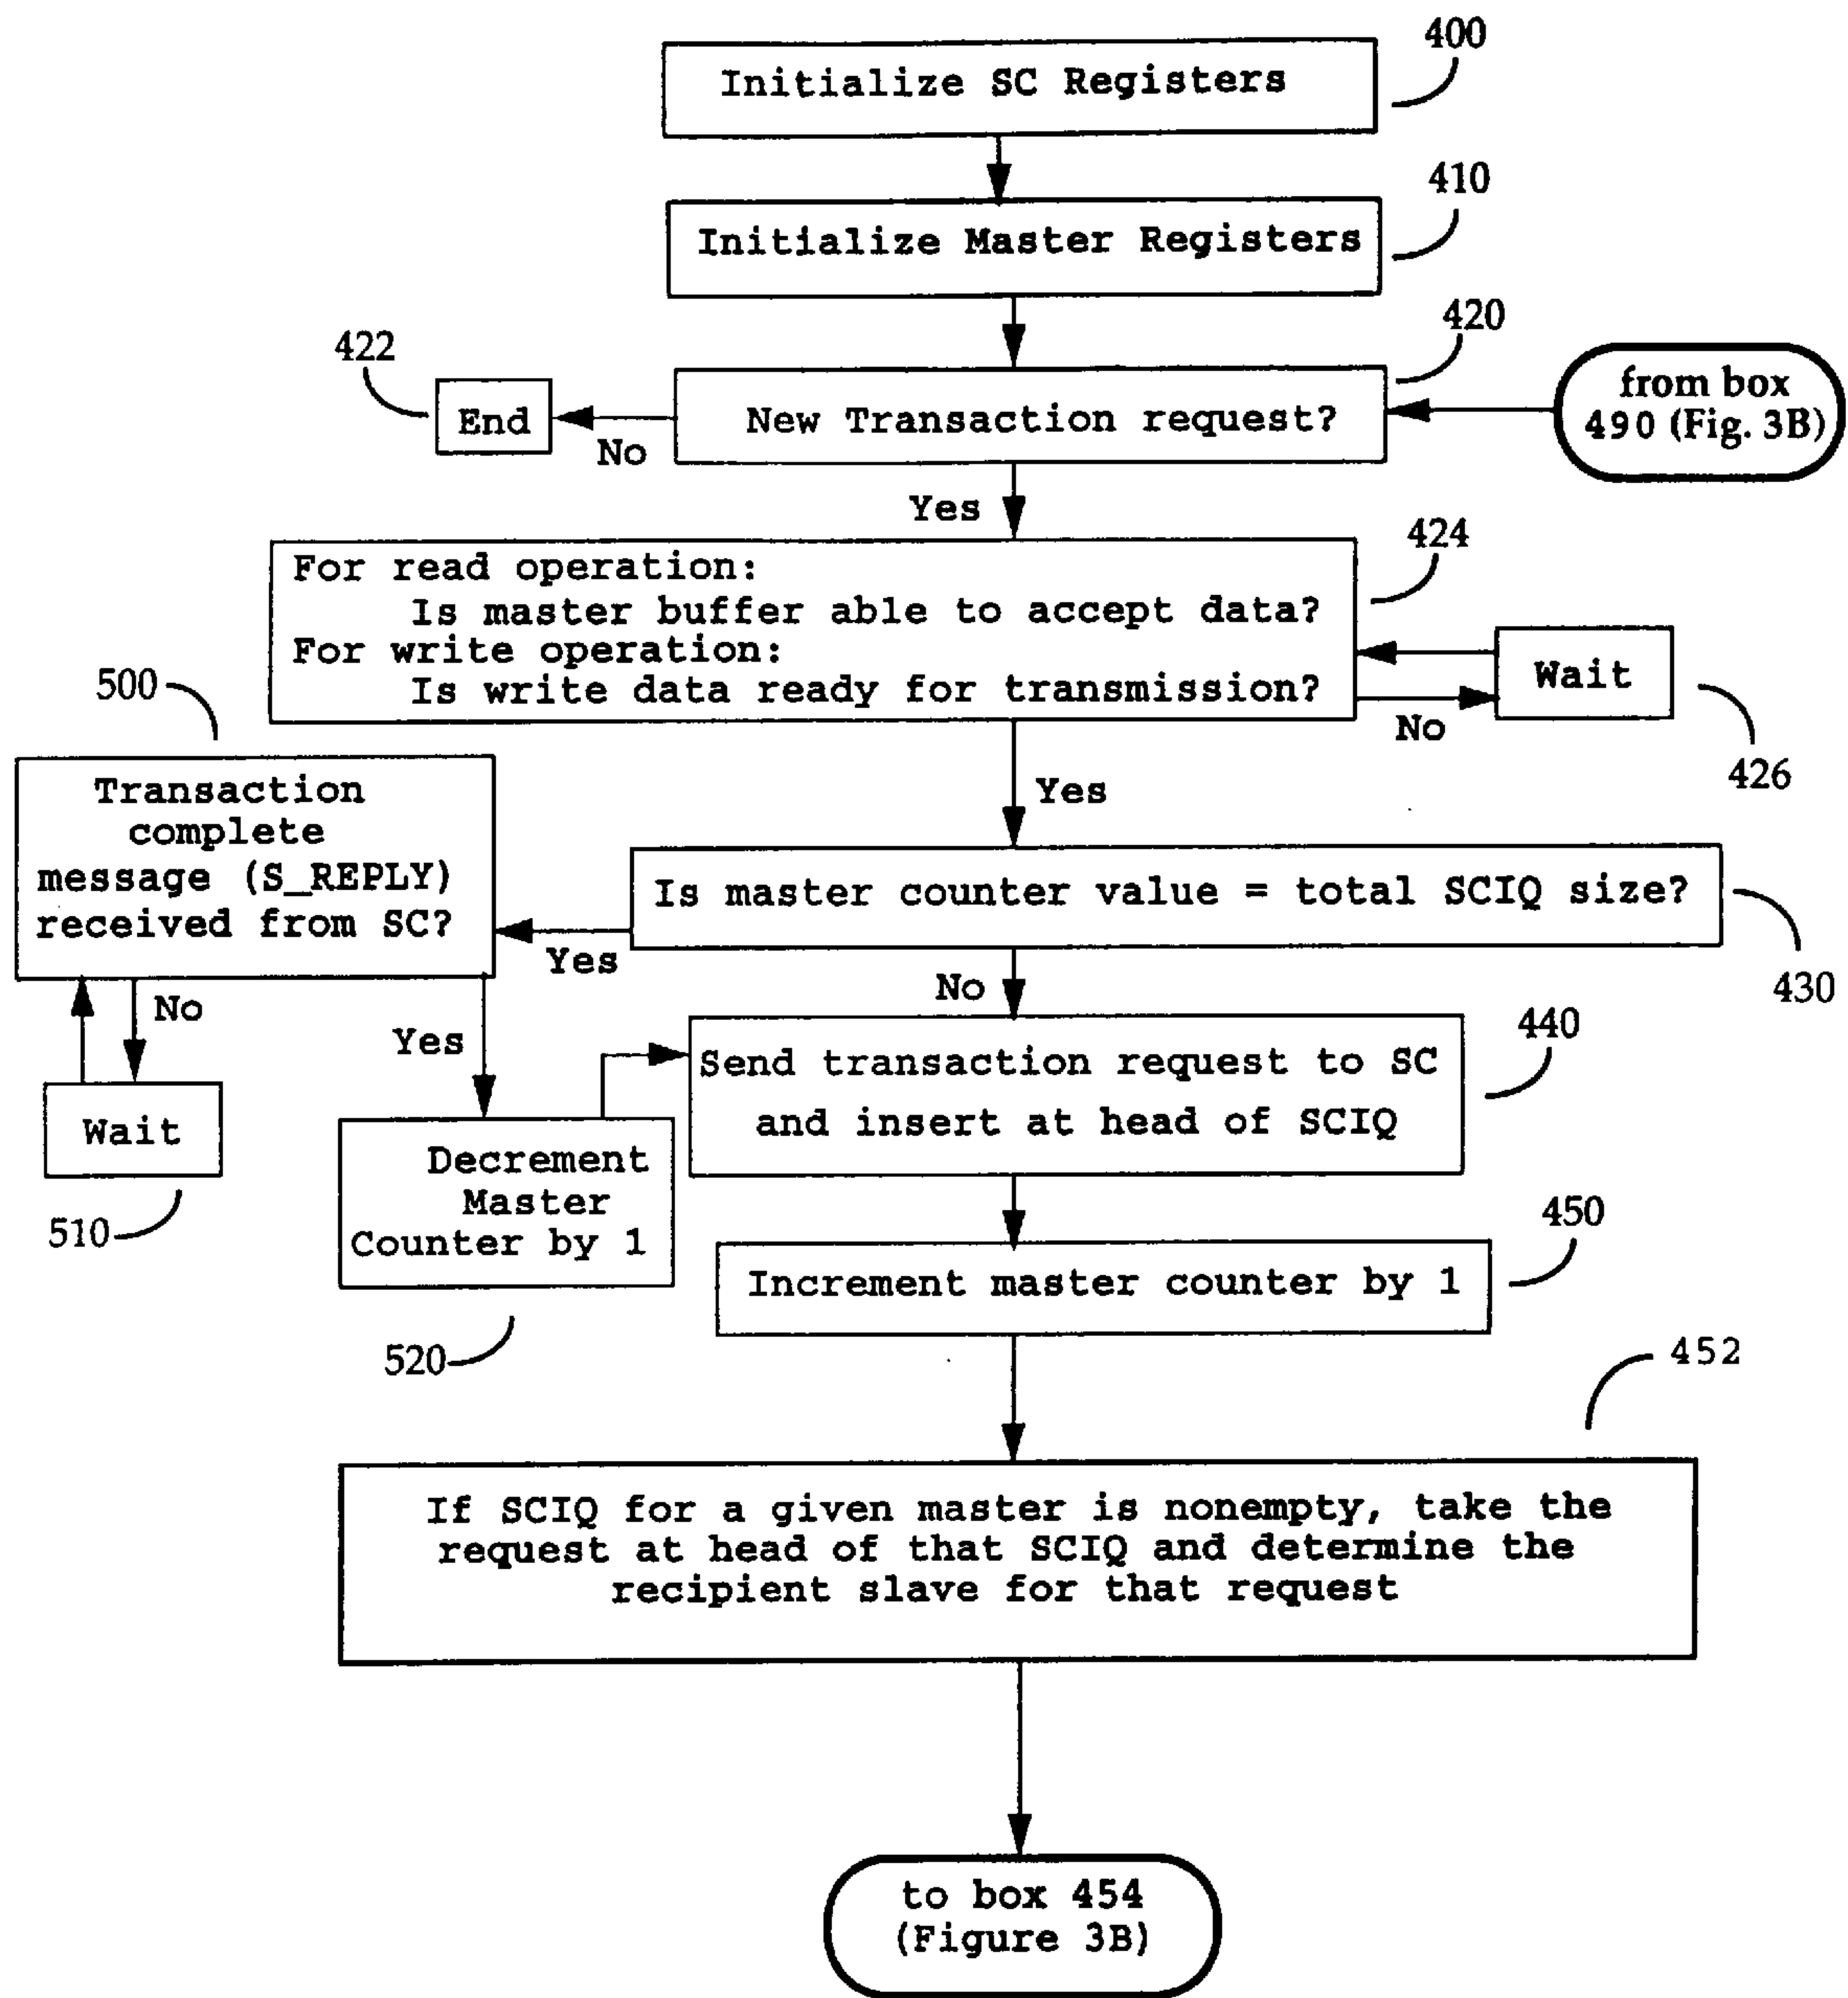 400
Initialize SC Registers
410
Initialize Master Registers
420
422
New Transaction request?
End
No
from box
490 (Fig. 3B)
Yes
424
For read operation:
Is master buffer able to accept data?
For write operation:
Is write data ready for transmission?
Wait
No
426
500
Transaction
complete
message (S_REPLY)
received from SC?
Yes
Is master counter value = total SCIQ size?
430
Yes
No
No
Yes
Wait
510
440
Send transaction request to SC
and insert at head of SCIQ
Decrement
Master
Counter by 1
520
450
Increment master counter by 1
452
If SCIQ for a given master is nonempty, take the
request at head of that SCIQ and determine the
recipient slave for that request
to box 454
(Figure 3B)